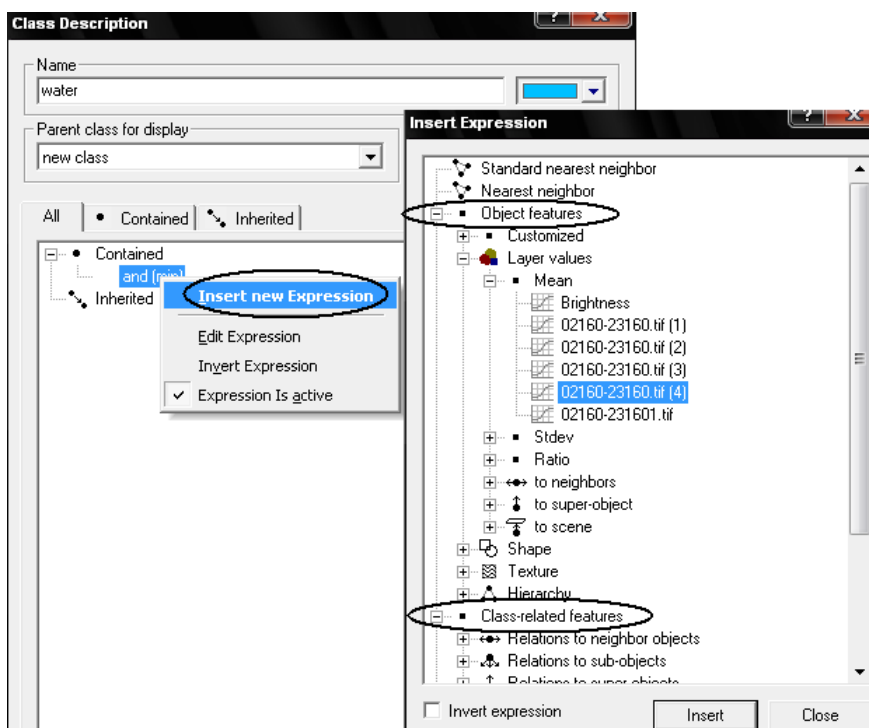 Class Description
?
X
Name
water
Parent class for display
new class
All
Contained
Inherited
Contained
and (min)
Inherited
Insert new Expression
Edit Expression
Invert Expression
Expression Is active
Insert Expression
?
X
Standard nearest neighbor
Nearest neighbor
Object features
Customized
Layer values
Mean
Brightness
02160-23160.tif (1)
02160-23160.tif (2)
02160-23160.tif (3)
02160-23160.tif (4)
02160-231601.tif
Stdev
Ratio
to neighbors
to super-object
to scene
Shape
Texture
Hierarchy
Class-related features
Relations to neighbor objects
Relations to sub-objects
Relations to super objects
Invert expression
Insert
Close